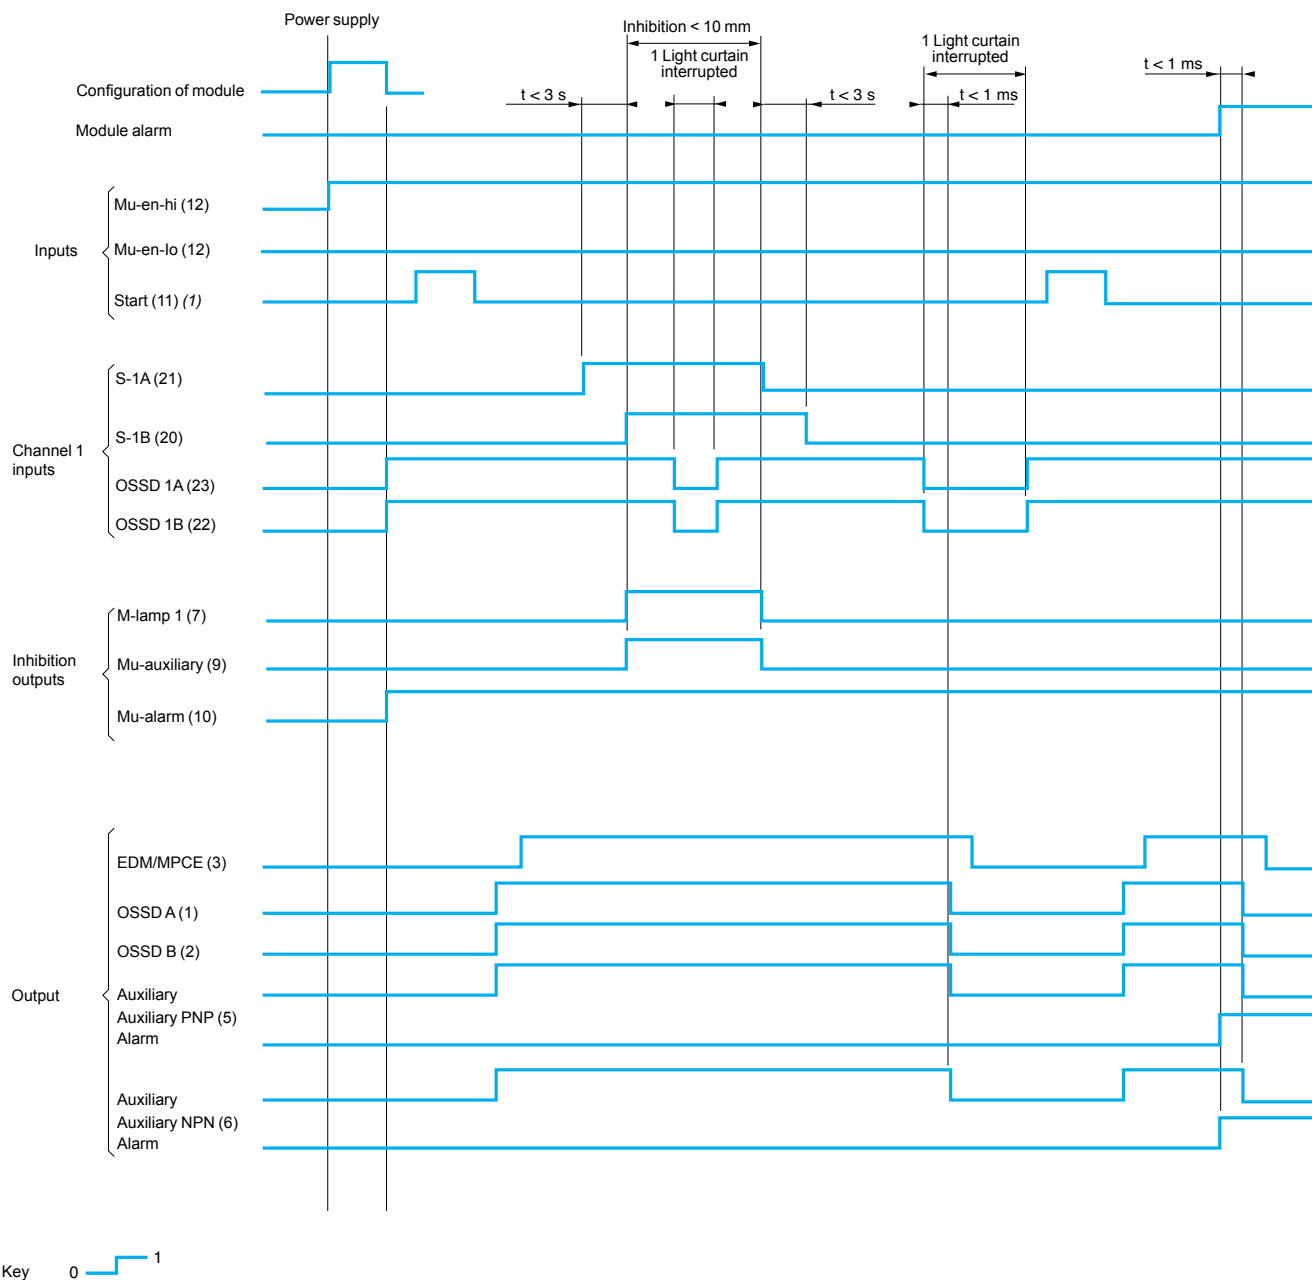 Power supply
Inhibition < 10 mm
1 Light curtain
interrupted
1 Light curtain
interrupted
t < 1 ms
Configuration of module
t < 3 s
t < 3 s
t < 1 ms
Module alarm
Inputs
Mu-en-hi (12)
Mu-en-lo (12)
Start (11) (1)
Channel 1
inputs
S-1A (21)
S-1B (20)
OSSD 1A (23)
OSSD 1B (22)
Inhibition
outputs
M-lamp 1 (7)
Mu-auxiliary (9)
Mu-alarm (10)
Output
EDM/MPCE (3)
OSSD A (1)
OSSD B (2)
Auxiliary
Auxiliary PNP (5)
Alarm
Auxiliary
Auxiliary NPN (6)
Alarm
Key 0 1